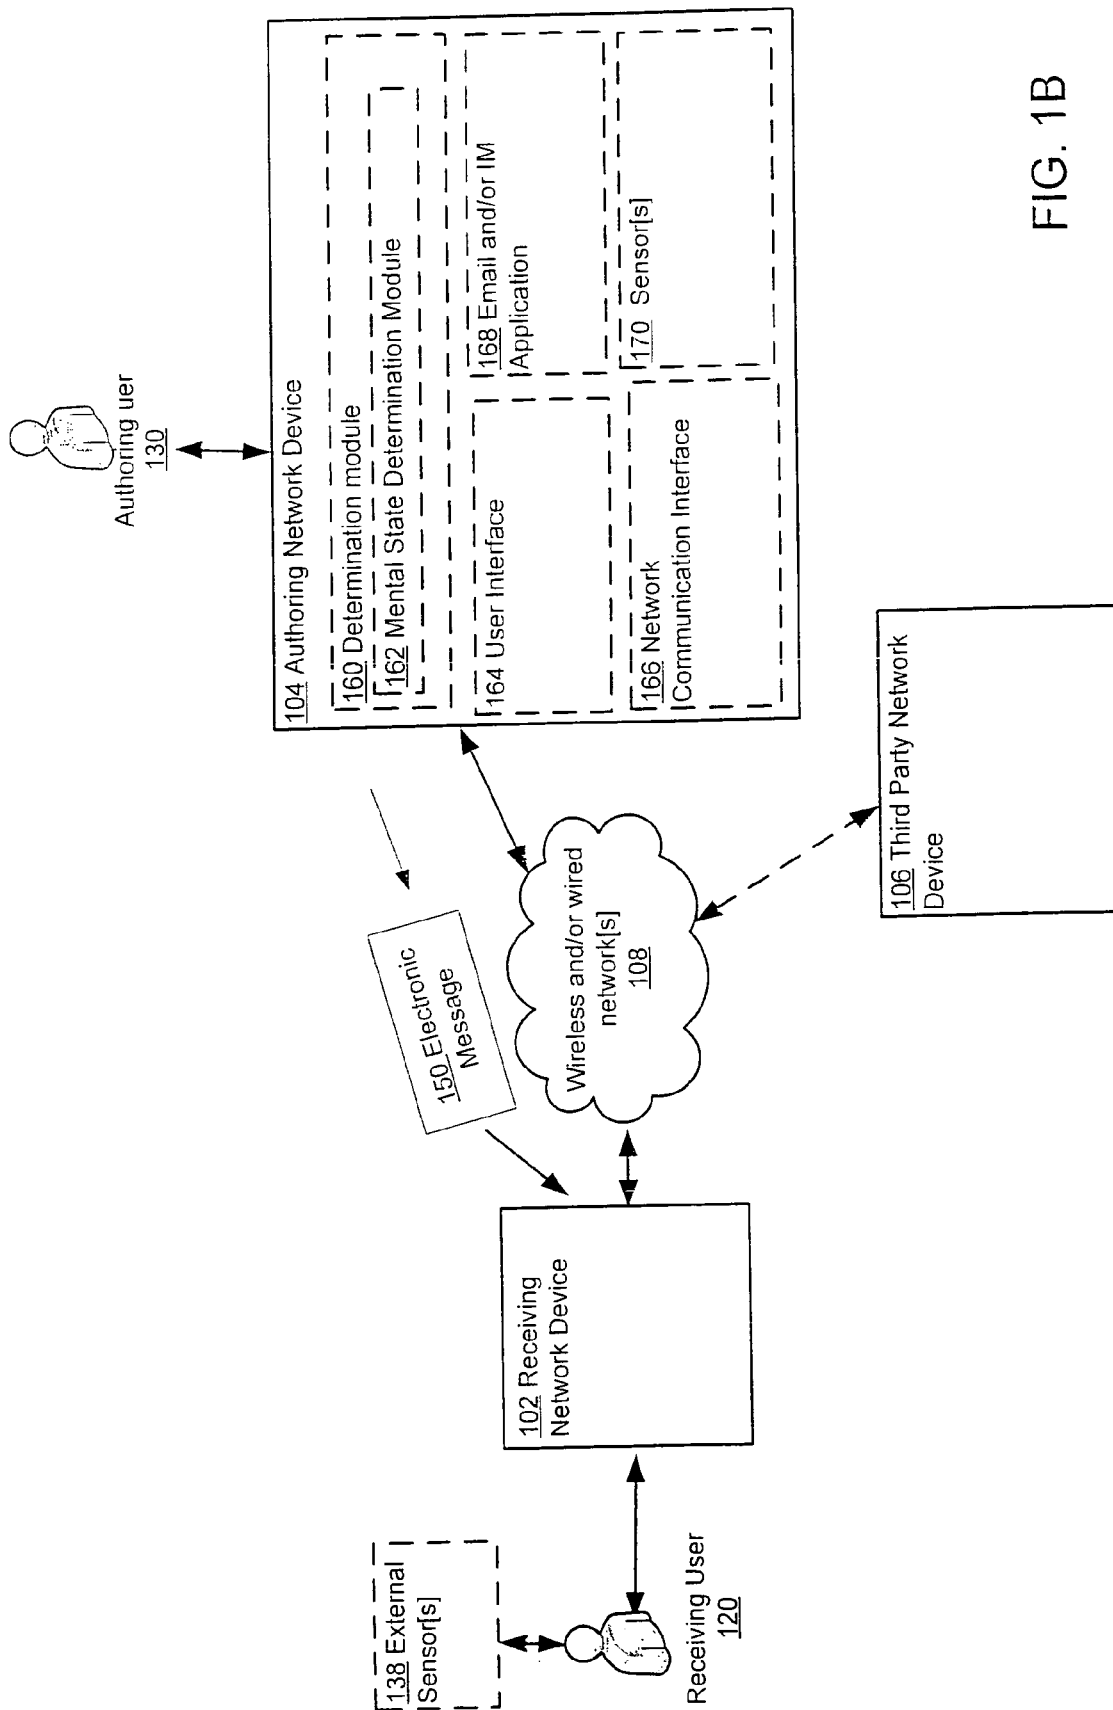 138 External
Sensor[s]
Receiving User
120
102 Receiving
Network Device
150 Electronic
Message
Wireless and/or wired
network[s]
108
106 Third Party Network
Device
Authoring uer
130
104 Authoring Network Device
160 Determination module
162 Mental State Determination Module
164 User Interface
168 Email and/or IM
Application
166 Network
Communication Interface
170 Sensor[s]
FIG. 1B